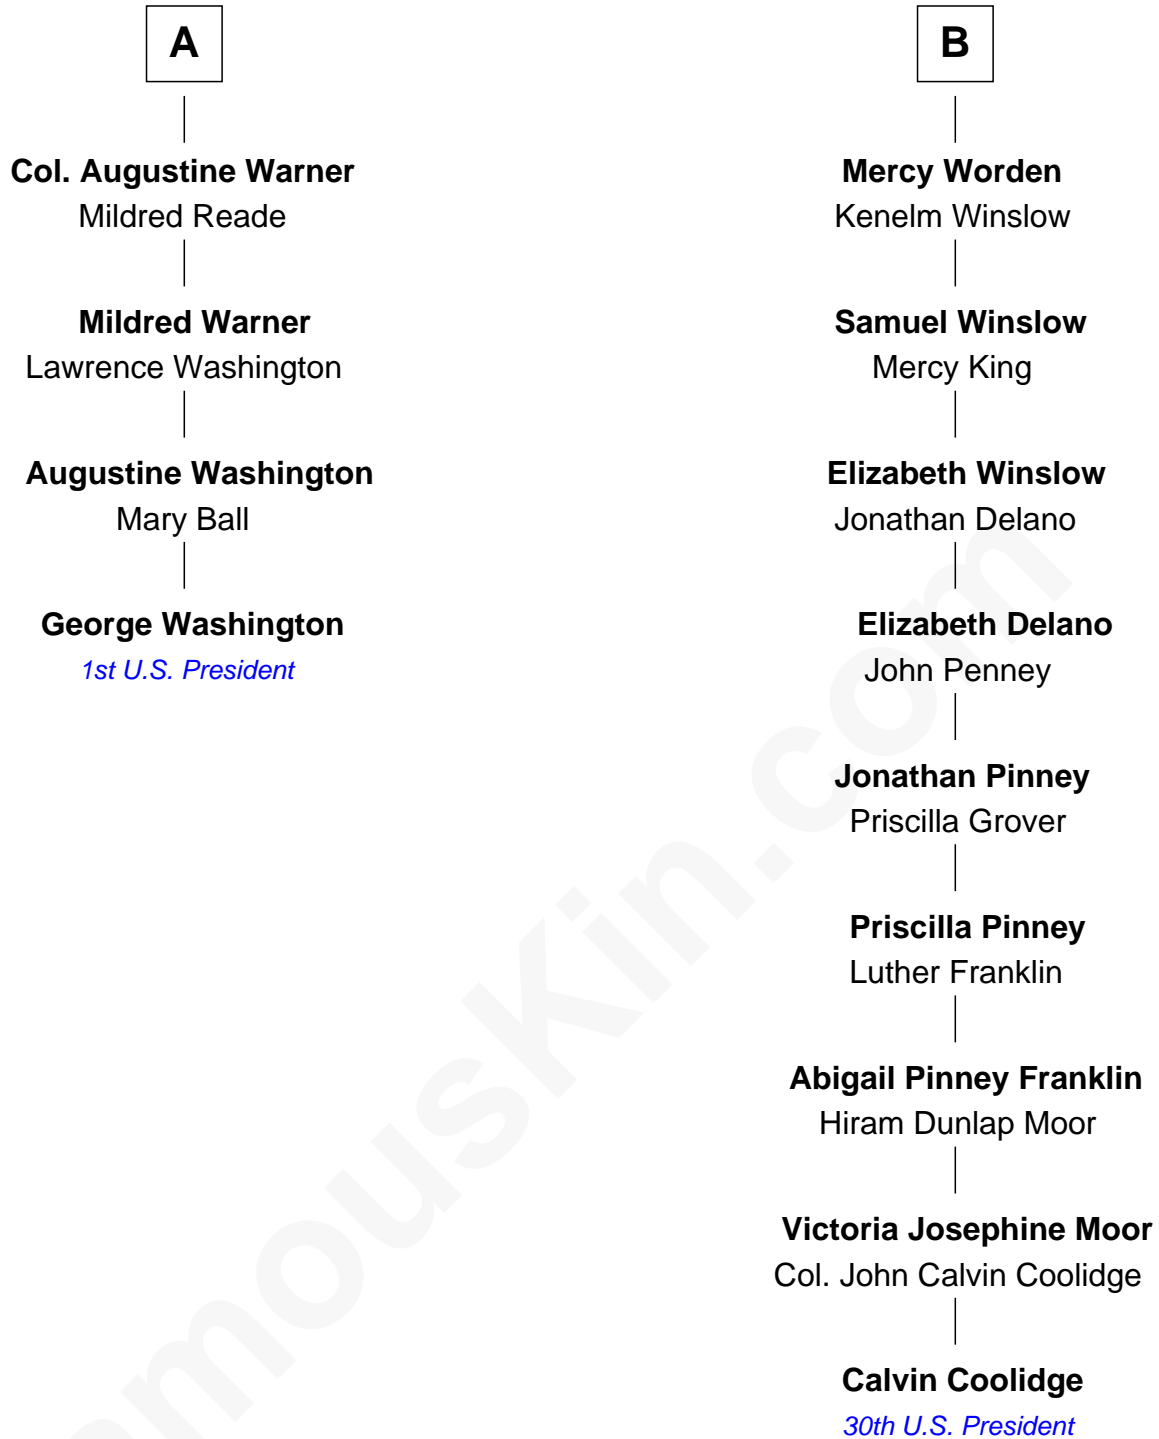 A
Col. Augustine Warner
Mildred Reade
Mildred Warner
Lawrence Washington
Augustine Washington
Mary Ball
George Washington
1st U.S. President
B
Mercy Worden
Kenelm Winslow
Samuel Winslow
Mercy King
Elizabeth Winslow
Jonathan Delano
Elizabeth Delano
John Penney
Jonathan Pinney
Priscilla Grover
Priscilla Pinney
Luther Franklin
Abigail Pinney Franklin
Hiram Dunlap Moor
Victoria Josephine Moor
Col. John Calvin Coolidge
Calvin Coolidge
30th U.S. President
amousKin.com